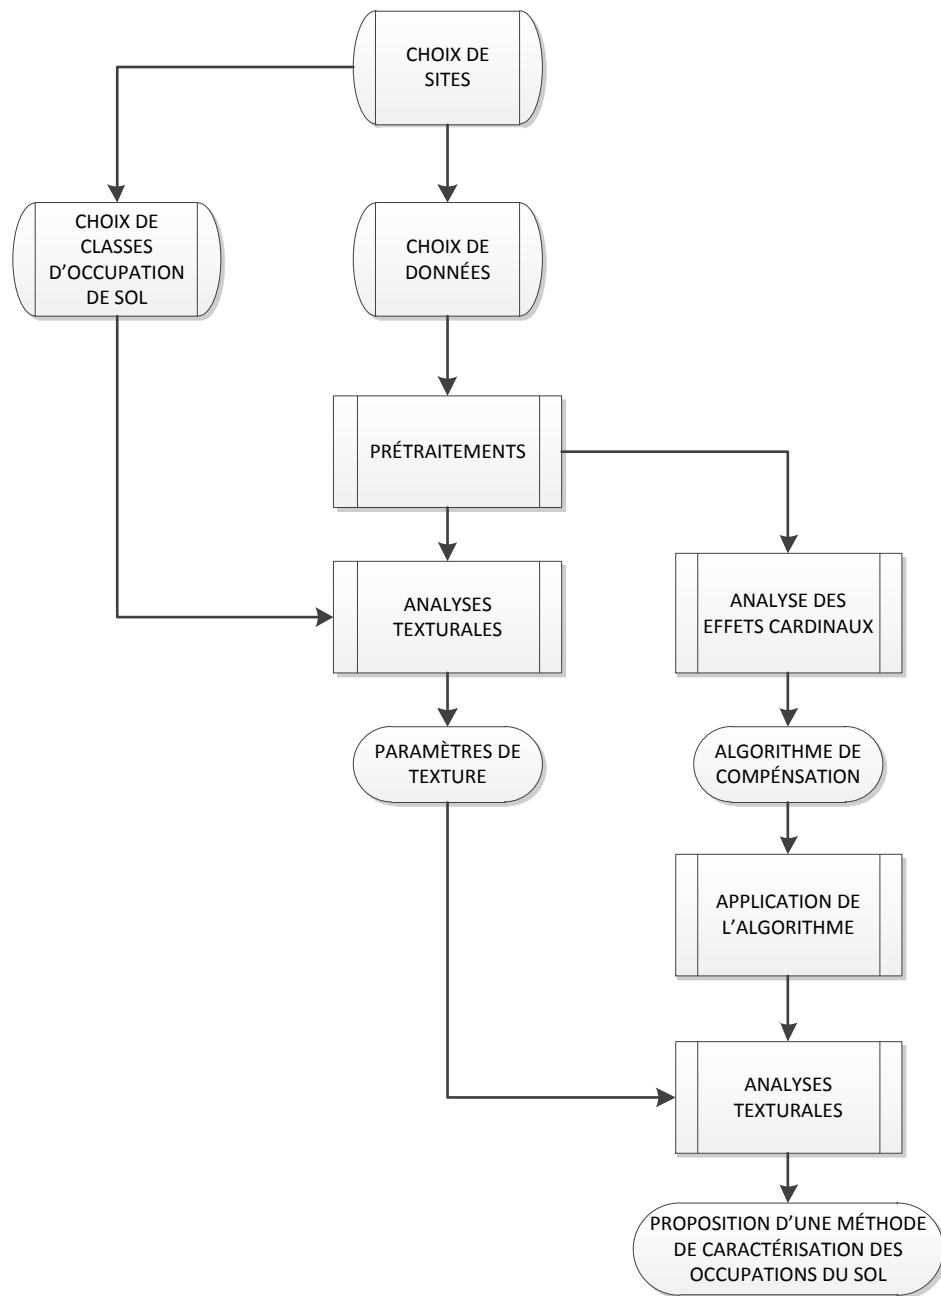 CHOIX DE
SITES
CHOIX DE
CLASSES
D’OCCUPATION
DE SOL
CHOIX DE
DONNÉES
PRÉTRAITEMENTS
ANALYSES
TEXTURALES
ANALYSE DES
EFFETS CARDINAUX
PARAMÈTRES DE
TEXTURE
ALGORITHME DE
COMPÉNSATION
APPLICATION DE
L’ALGORITHME
ANALYSES
TEXTURALES
PROPOSITION D’UNE MÉTHODE
DE CARACTÉRISATION DES
OCCUPATIONS DU SOL